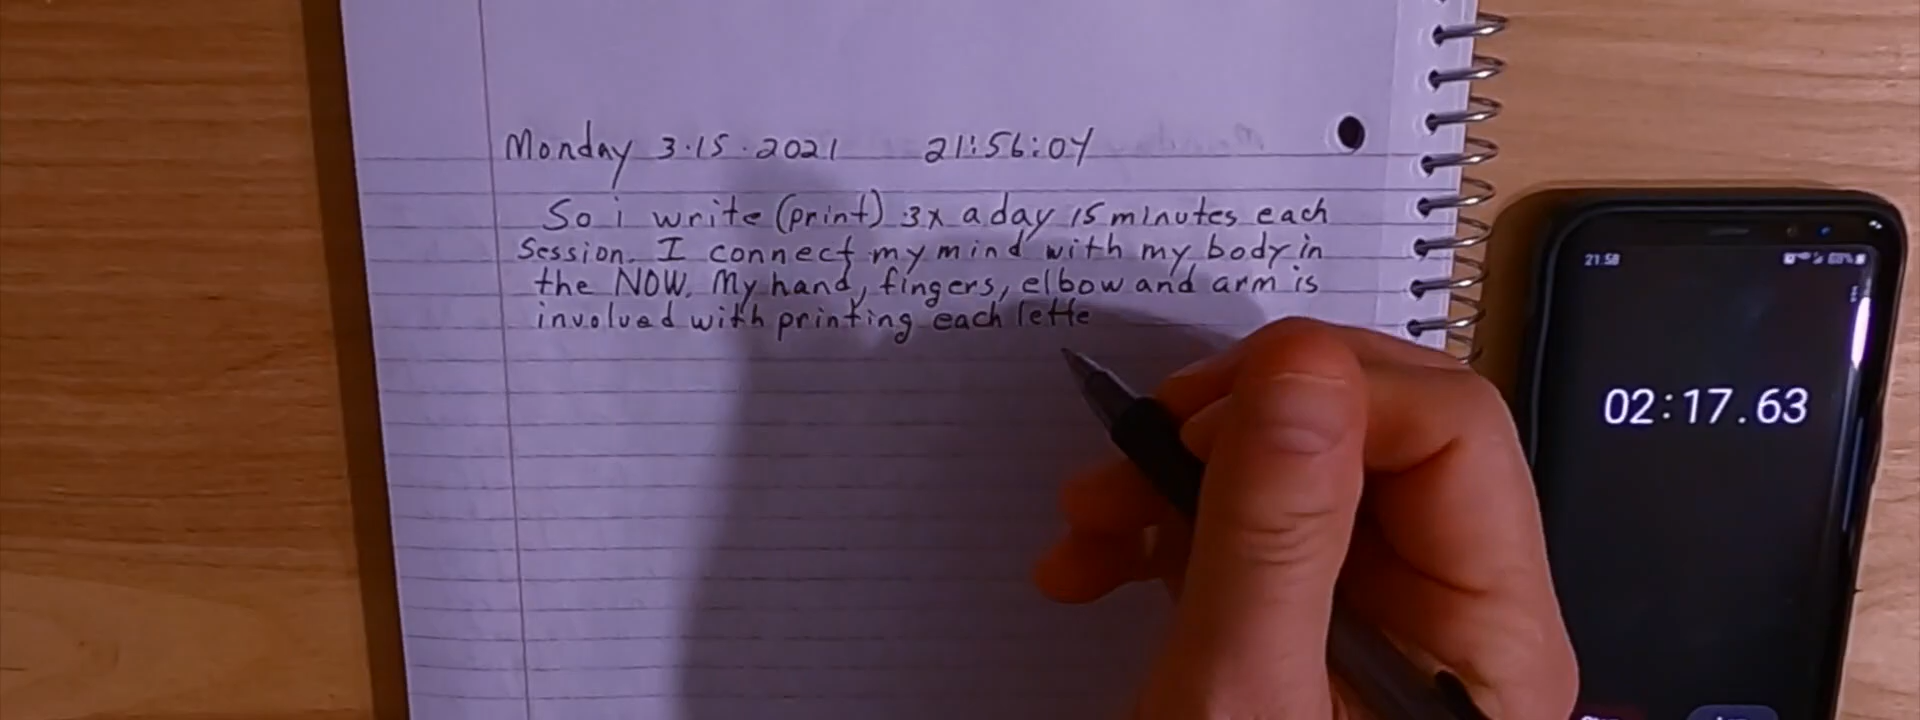 Monday 3·15·2021 21:56:04
So i write (print) 3x a day 15 minutes each
Session. I connect my mind with my body in
the NOW. My hand, fingers, elbow and arm is
involved with printing each lette
21:58
02:17.63